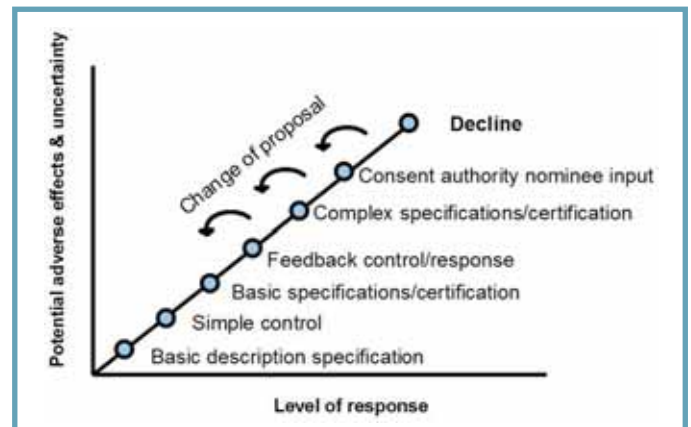 Potential adverse effects & uncertainty
Change of proposal
Decline
Consent authority nominee input
Complex specifications/certification
Feedback control/response
Basic specifications/certification
Simple control
Basic description specification
Level of response